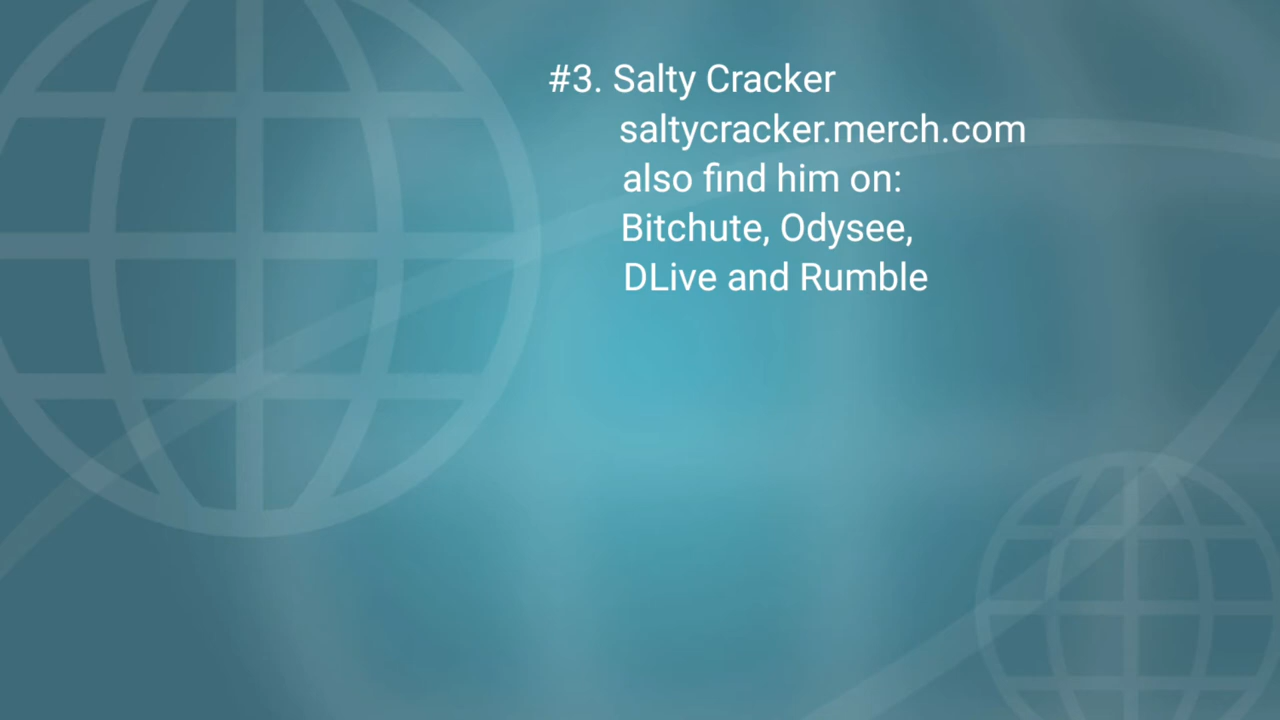 #3. Salty Cracker
saltycracker.merch.com
also find him on:
Bitchute, Odysee,
DLive and Rumble